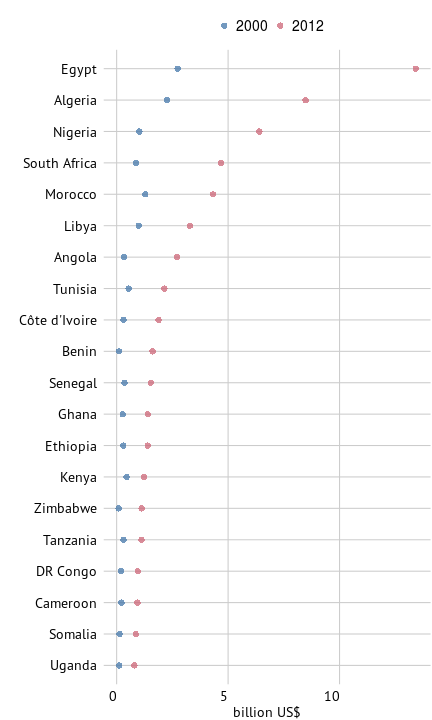 2000 2012
Egypt
Algeria
Nigeria
South Africa
Morocco
Libya
Angola
Tunisia
Côte d'Ivoire
Benin
Senegal
Ghana
Ethiopia
Kenya
Zimbabwe
Tanzania
DR Congo
Cameroon
Somalia
Uganda
0 5 10
billion US$